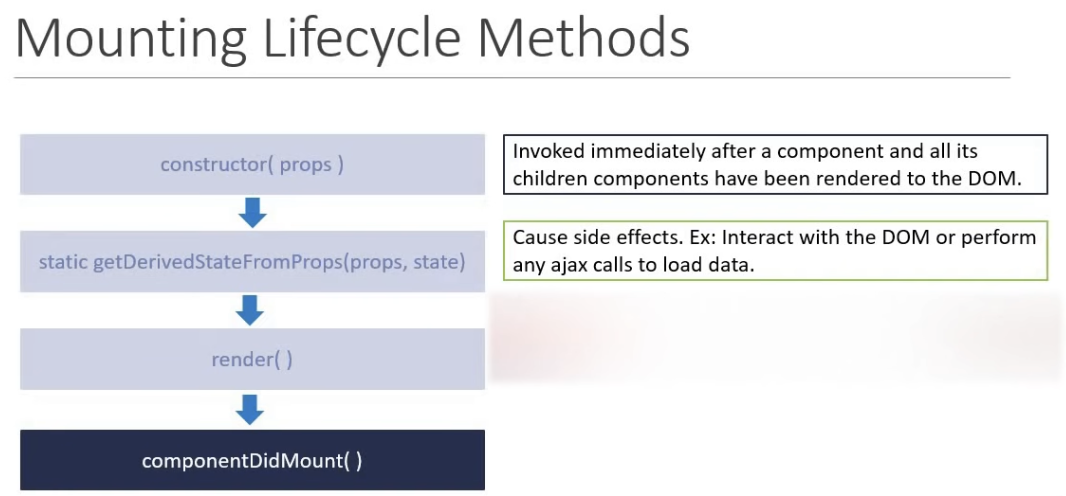 Mounting Lifecycle Methods
constructor( props )
static getDerivedStateFromProps(props, state)
render( )
componentDidMount( )
Invoked immediately after a component and all its
children components have been rendered to the DOM.
Cause side effects. Ex: Interact with the DOM or perform
any ajax calls to load data.